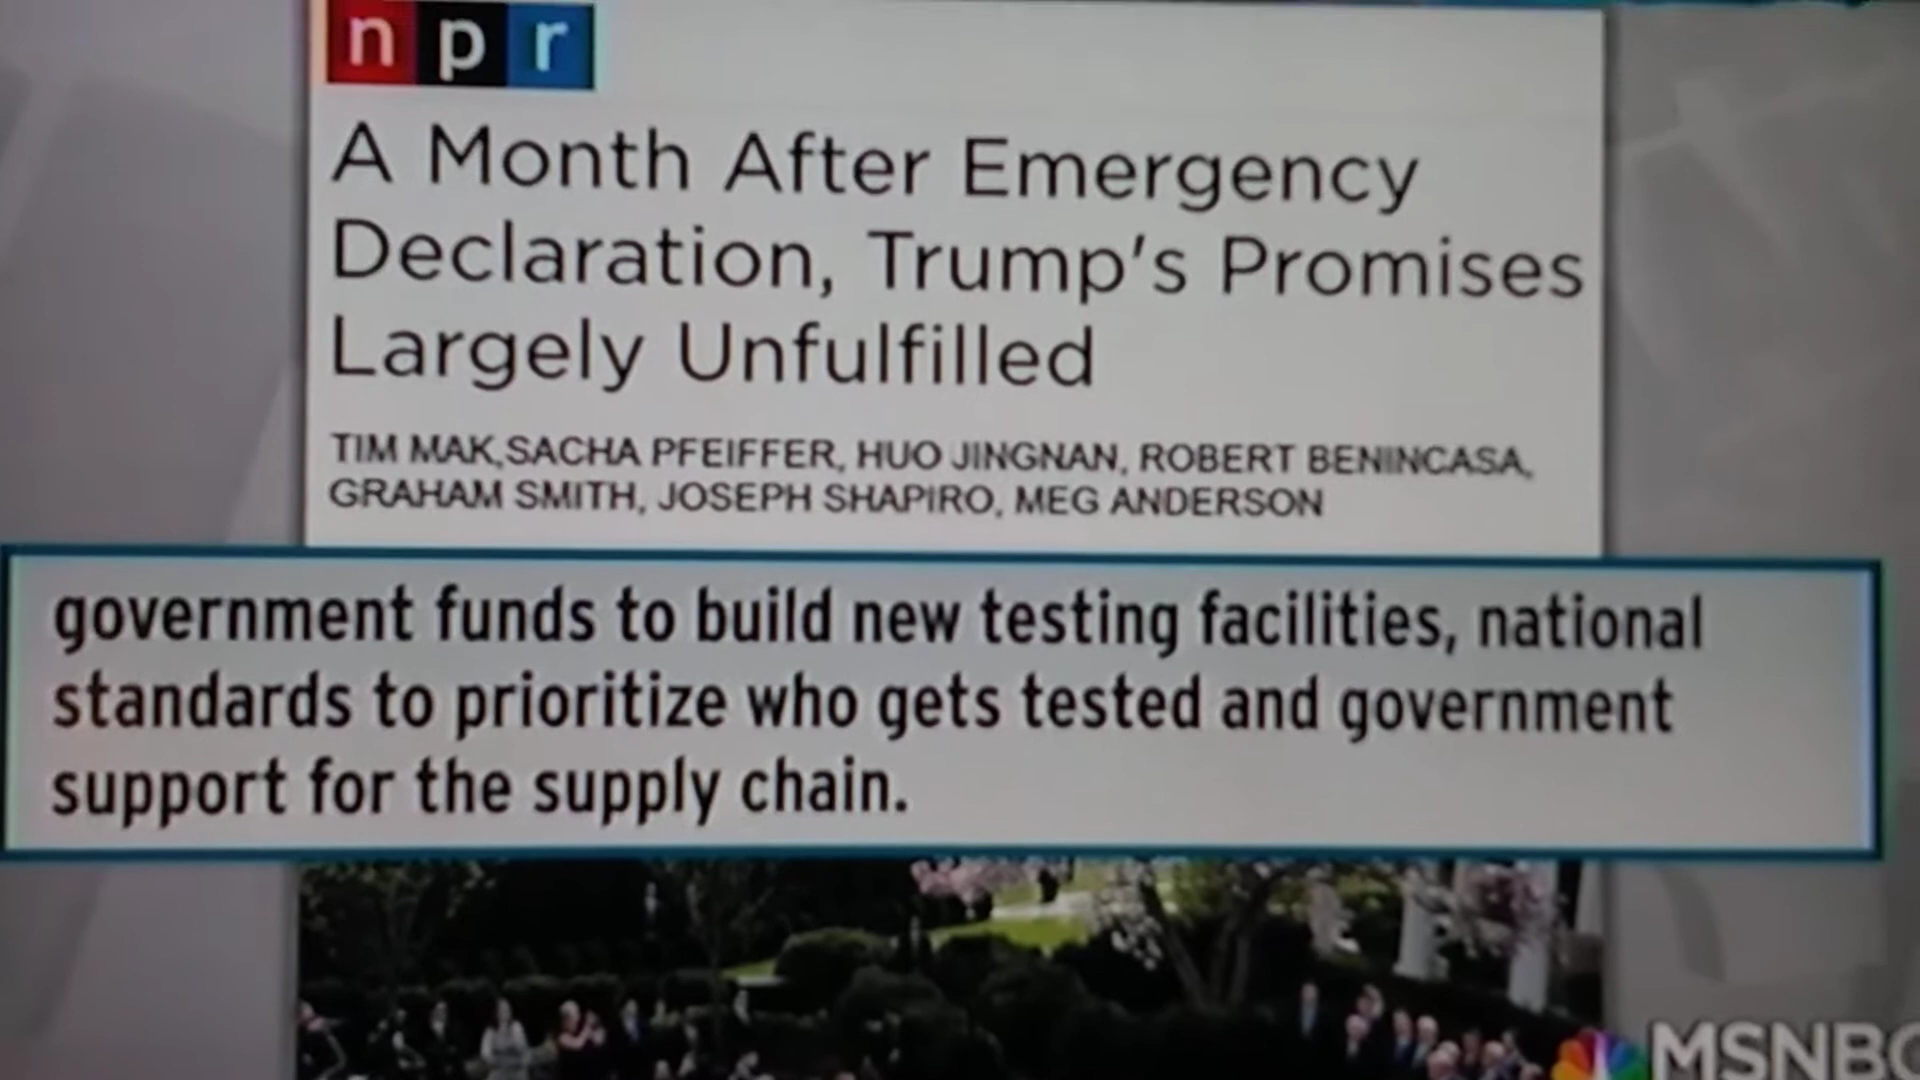 npr
A Month After Emergency
Declaration, Trump's Promises
Largely Unfulfilled
TIM MAK,SACHA PFEIFFER, HUO JINGNAN, ROBERT BENINCASA,
GRAHAM SMITH, JOSEPH SHAPIRO, MEG ANDERSON
government funds to build new testing facilities, national
standards to prioritize who gets tested and government
support for the supply chain.
MSNBC